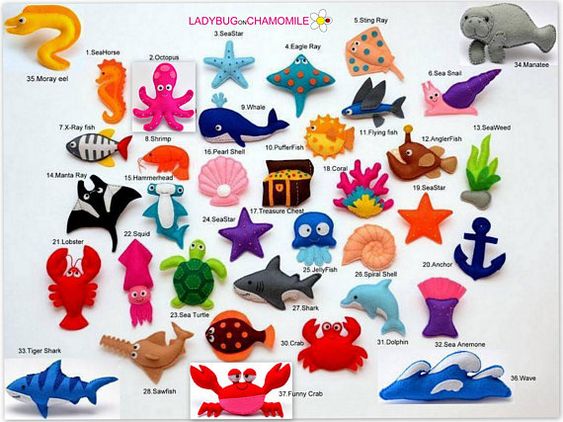 LADYBUG ON CHAMOMILE
1.SeaHorse
2.Octopus
3.SeaStar
4.Eagle Ray
5.Sting Ray
35.Moray eel
34.Manatee
6.Sea Snail
7.X-Ray fish
8.Shrimp
9.Whale
10.PufferFish
11.Flying fish
12.AnglerFish
13.SeaWeed
14.Manta Ray
15.Hammerhead
16.Pearl Shell
17.Treasure Chest
18.Coral
19.SeaStar
24.SeaStar
20.Anchor
21.Lobster
22.Squid
25.JellyFish
26.Spiral Shell
23.Sea Turtle
27.Shark
28.Sawfish
30.Crab
31.Dolphin
32.Sea Anemone
33.Tiger Shark
37.Funny Crab
36.Wave